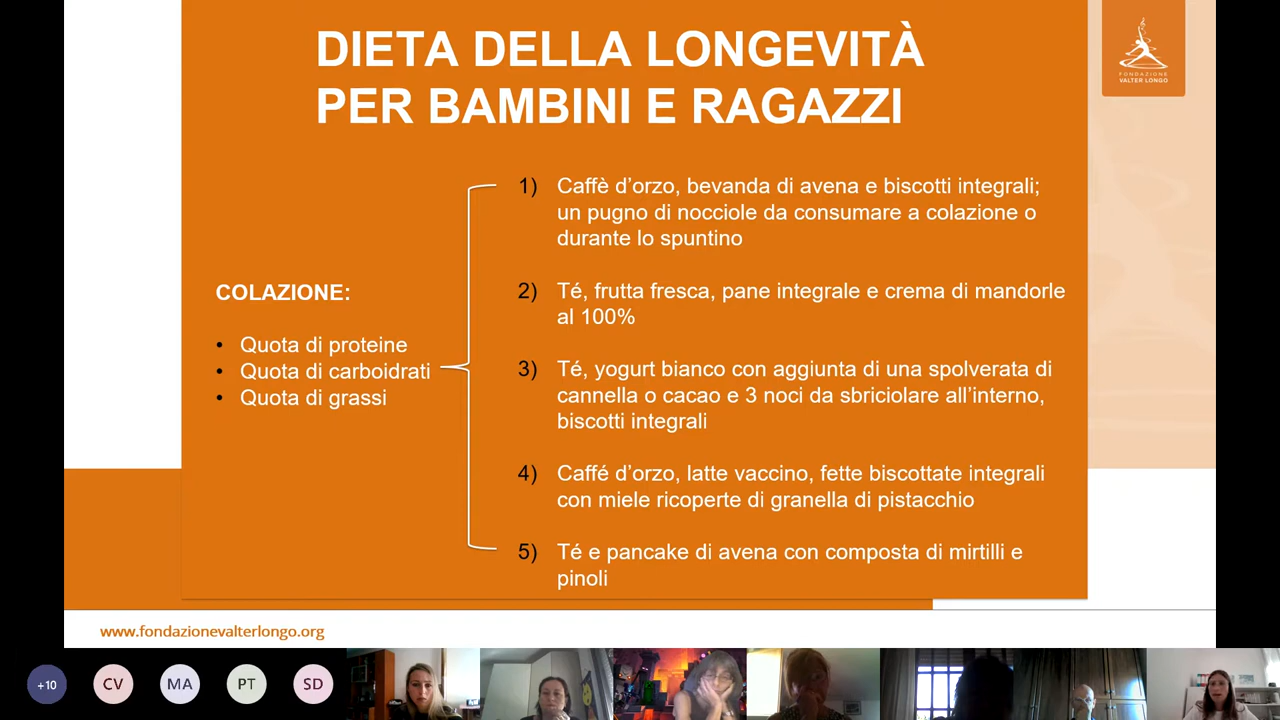 DIETA DELLA LONGEVITÀ
PER BAMBINI E RAGAZZI
FONDAZIONE
VALTER LONGO
COLAZIONE:
• Quota di proteine
• Quota di carboidrati
• Quota di grassi
1) Caffè d'orzo, bevanda di avena e biscotti integrali;
un pugno di nocciole da consumare a colazione o
durante lo spuntino
2) Té, frutta fresca, pane integrale e crema di mandorle
al 100%
3) Té, yogurt bianco con aggiunta di una spolverata di
cannella o cacao e 3 noci da sbriciolare all'interno,
biscotti integrali
4) Caffé d'orzo, latte vaccino, fette biscottate integrali
con miele ricoperte di granella di pistacchio
5) Té e pancake di avena con composta di mirtilli e
pinoli
www.fondazionevalterlongo.org
+10
CV
MA
PT
SD